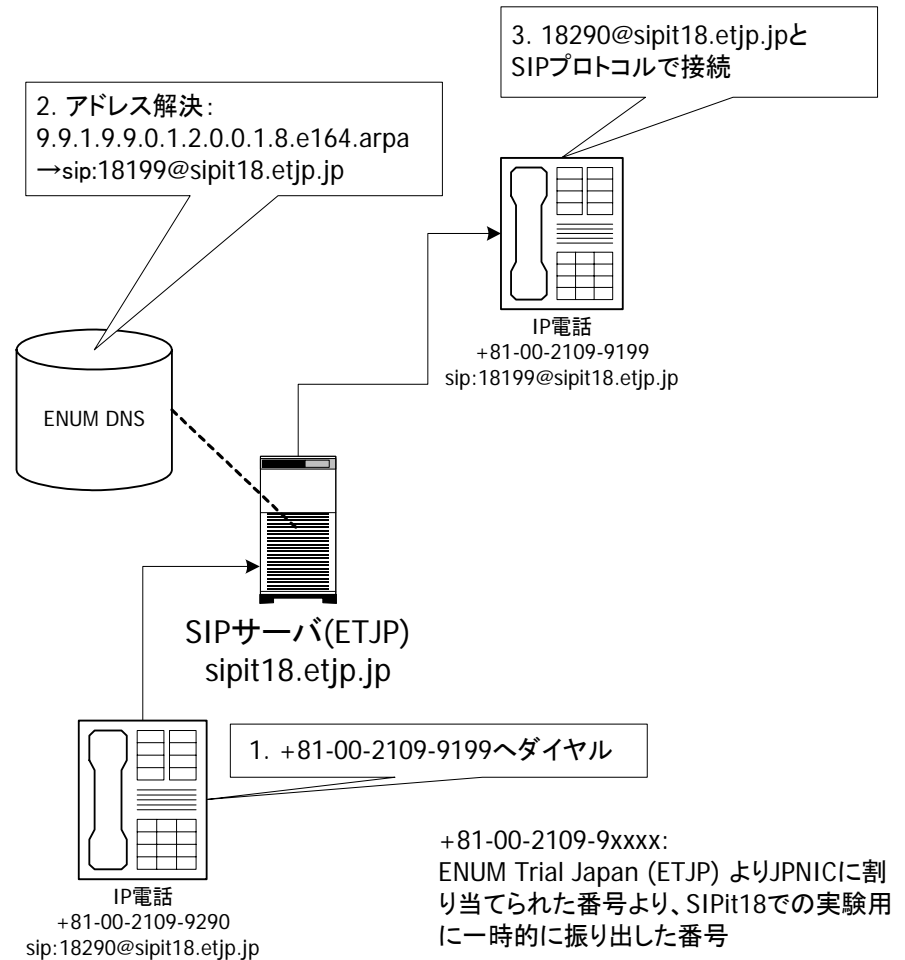 3. 18290@sipit18.etjp.jpと
SIPプロトコルで接続
2. アドレス解決:
9.9.1.9.9.0.1.2.0.0.1.8.e164.arpa
→sip:18199@sipit18.etjp.jp
IP電話
+81-00-2109-9199
sip:18199@sipit18.etjp.jp
ENUM DNS
SIPサーバ(ETJP)
sipit18.etjp.jp
1. +81-00-2109-9199へダイヤル
IP電話
+81-00-2109-9290
sip:18290@sipit18.etjp.jp
+81-00-2109-9xxxx:
ENUM Trial Japan (ETJP) よりJPNICに割
り当てられた番号より、SIPit18での実験用
に一時的に振り出した番号